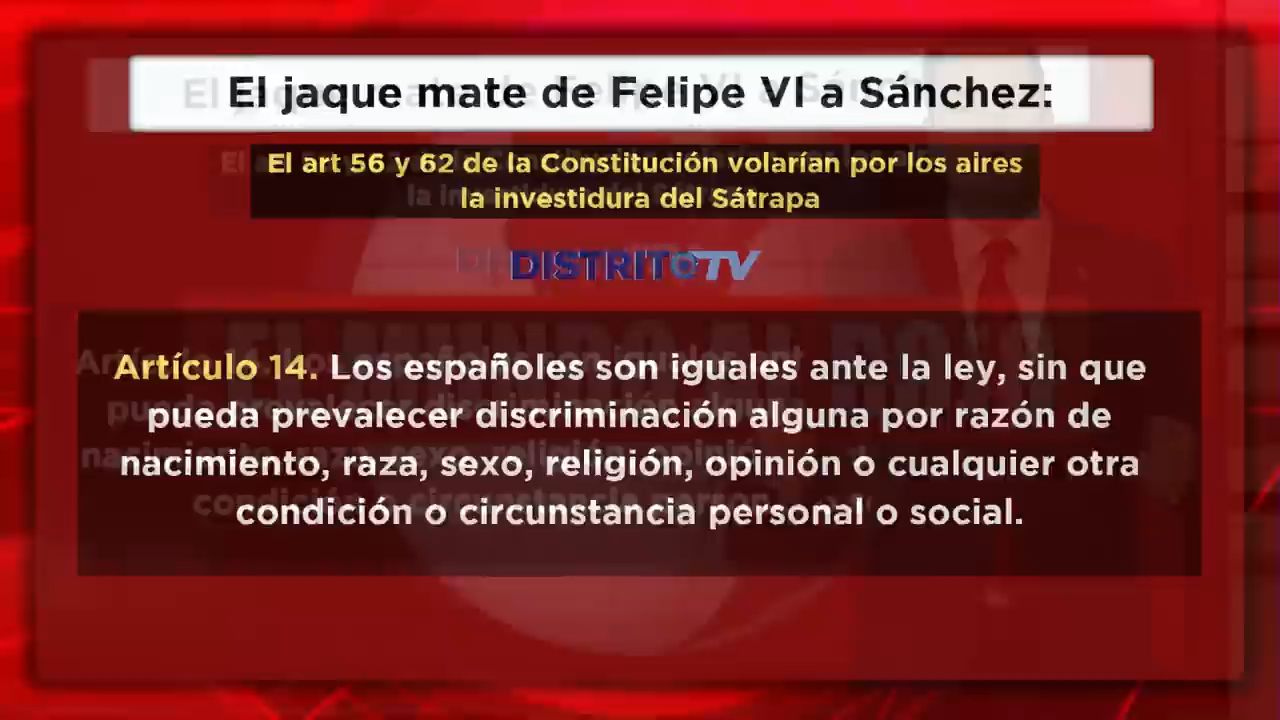 El jaque mate de Felipe VI a Sánchez:
El art 56 y 62 de la Constitución volarían por los aires
la investidura del Sátrapa
DISTRITOTV
Artículo 14. Los españoles son iguales ante la ley, sin que
pueda prevalecer discriminación alguna por razón de
nacimiento, raza, sexo, religión, opinión o cualquier otra
condición o circunstancia personal o social.